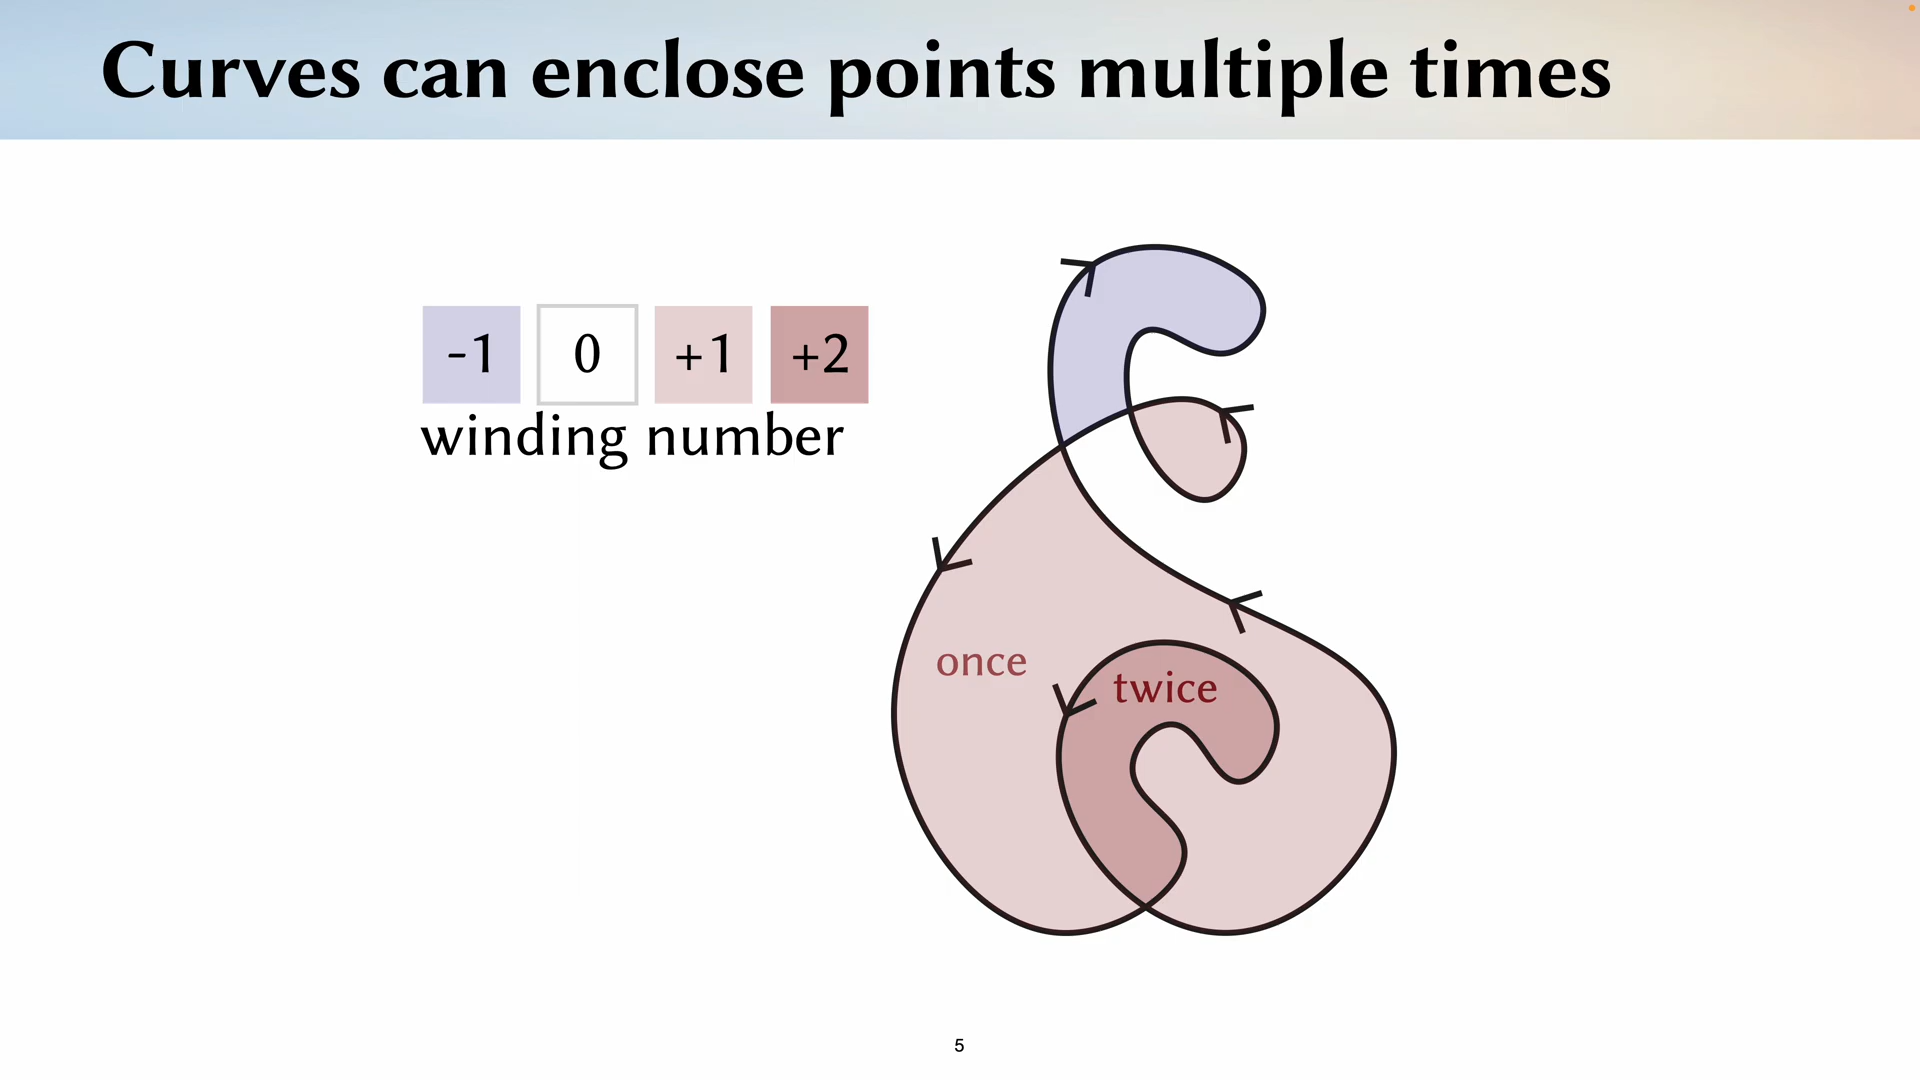 Curves can enclose points multiple times
-1 0 +1 +2
winding number
once
twice
5